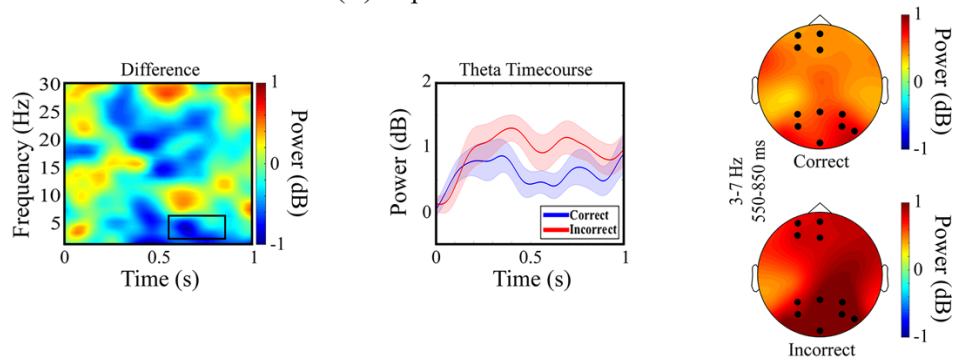 Difference
30
25
20
15
10
5
Frequency (Hz)
0
0.5
1
Time (s)
1
0
-1
Power (dB)
Theta Timecourse
2
1
0
Power (dB)
Correct
Incorrect
0
0.5
1
Time (s)
3-7 Hz
550-850 ms
1
0
-1
Power (dB)
Correct
1
0
-1
Power (dB)
Incorrect